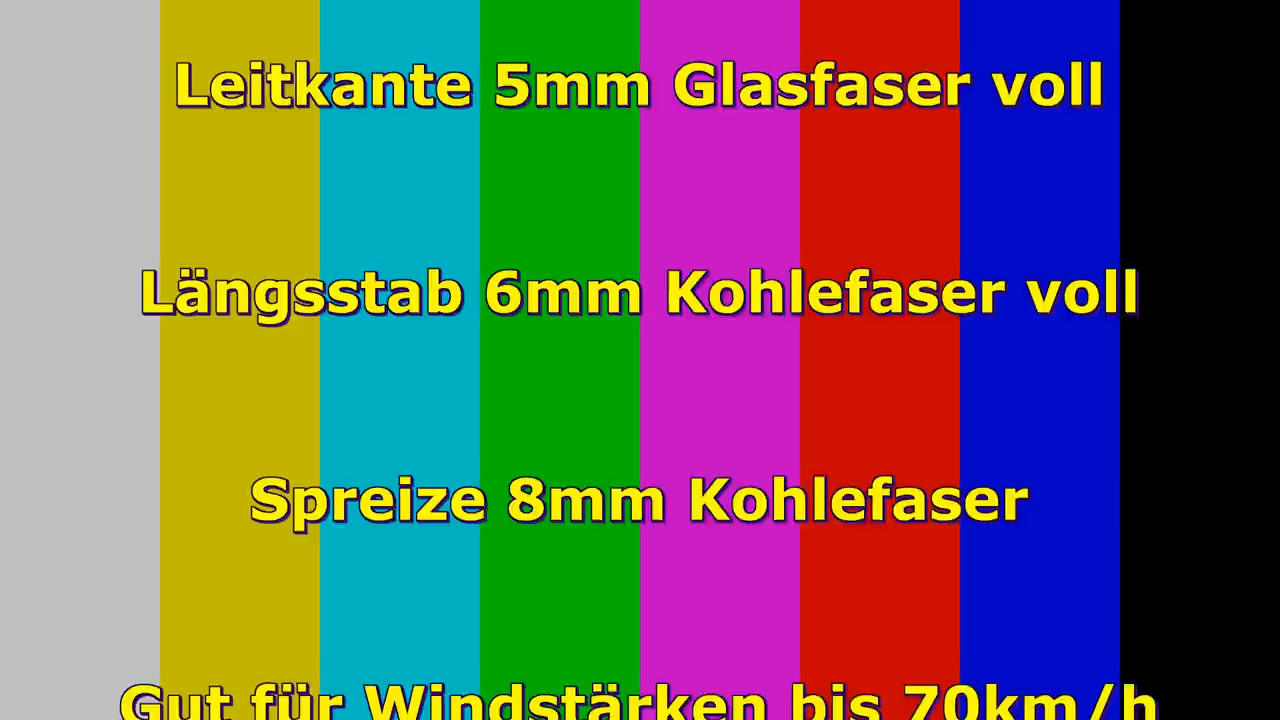 Leitkante 5mm Glasfaser voll
Längsstab 6mm Kohlefaser voll
Spreize 8mm Kohlefaser
Gut für Windstärken bis 70km/h